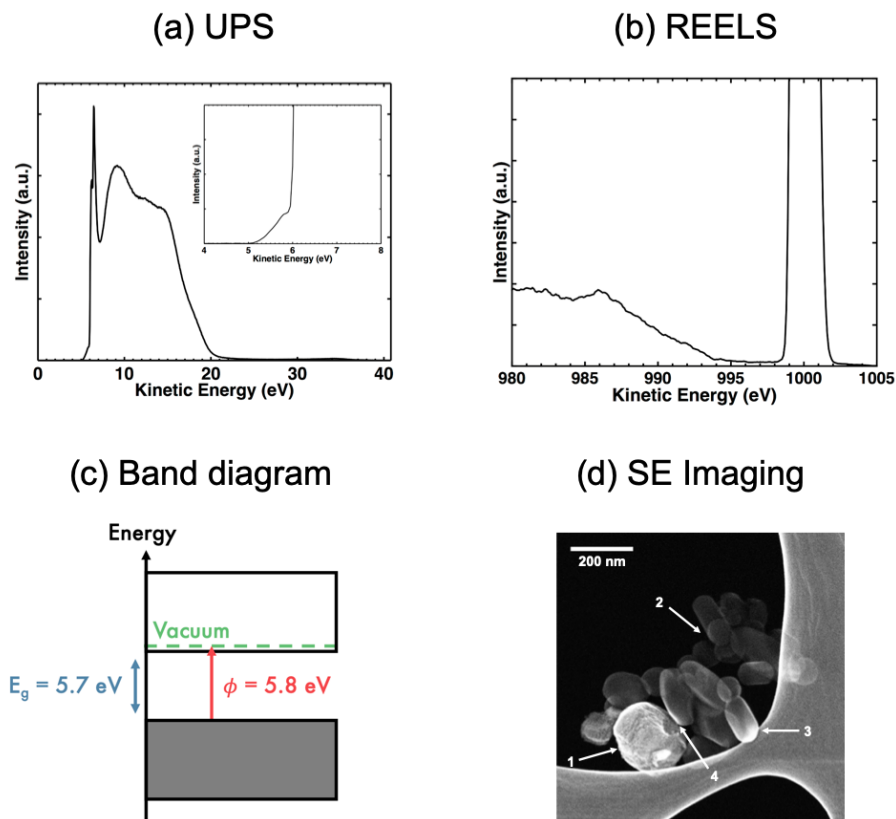 (a) UPS
(b) REELS
Intensity (a.u.)
Kinetic Energy (eV)
0 10 20 30 40
Intensity (a.u.)
Kinetic Energy (eV)
4 5 6 7 8
Intensity (a.u.)
Kinetic Energy (eV)
980 985 990 995 1000 1005
(c) Band diagram
(d) SE Imaging
Energy
Vacuum
E_g = 5.7 eV
ϕ = 5.8 eV
200 nm
2
3
1
4